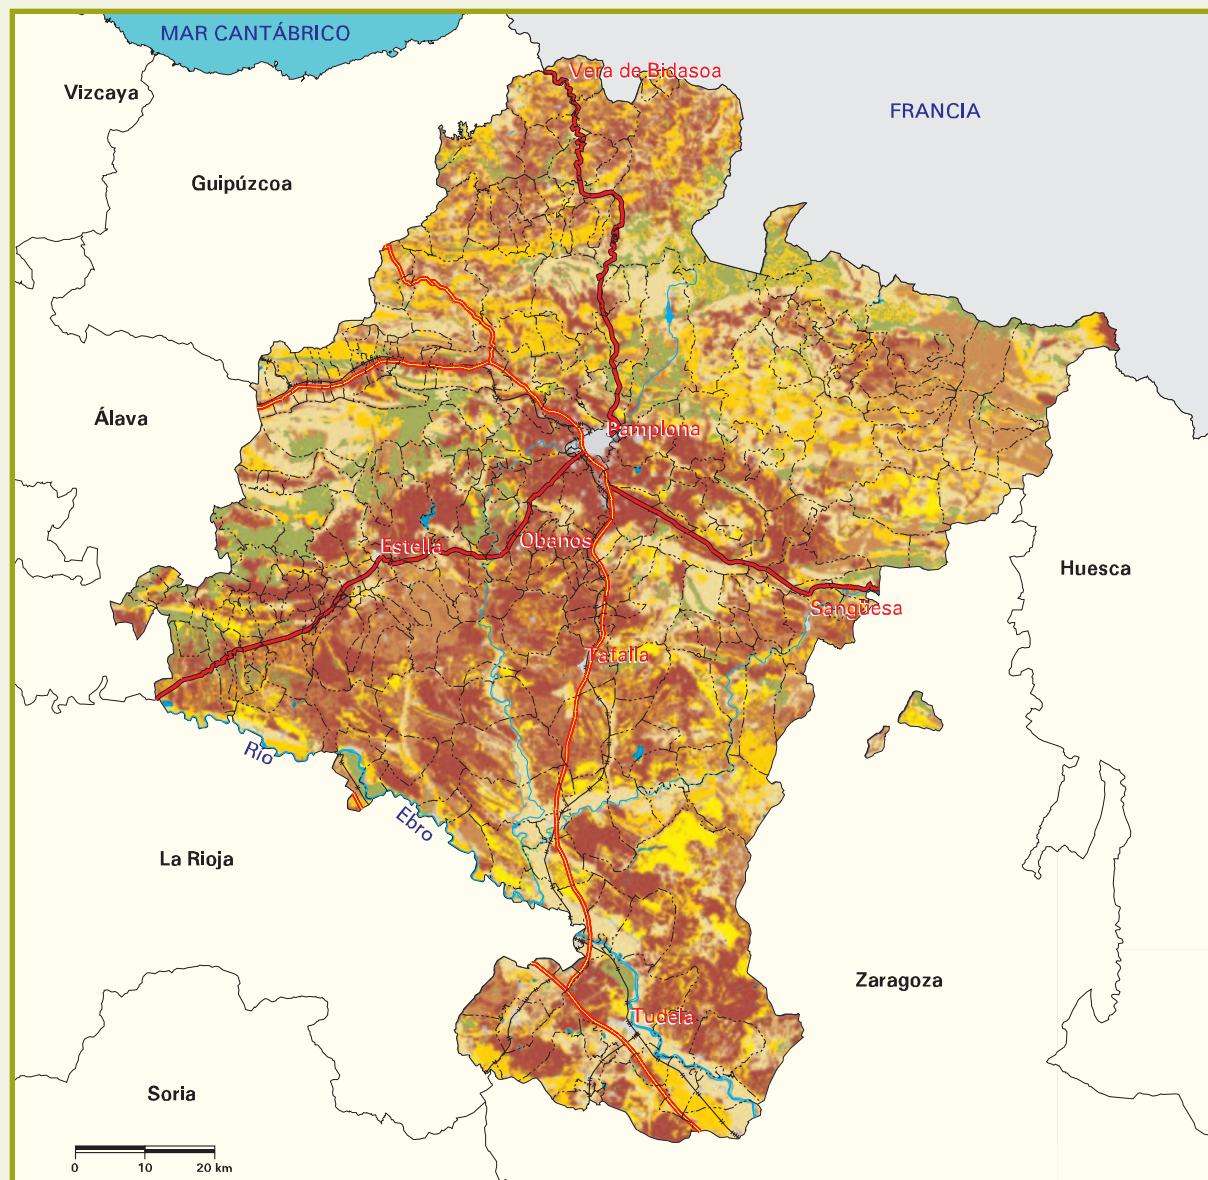 MAR CANTÁBRICO
Vera de Bidasoa
Vizcaya
FRANCIA
Guipúzcoa
Álava
Pamplona
Estella
Obanos
Huesca
Sangüesa
Tafalla
Río
Ebro
La Rioja
Zaragoza
Tudela
Soria
0 10 20 km